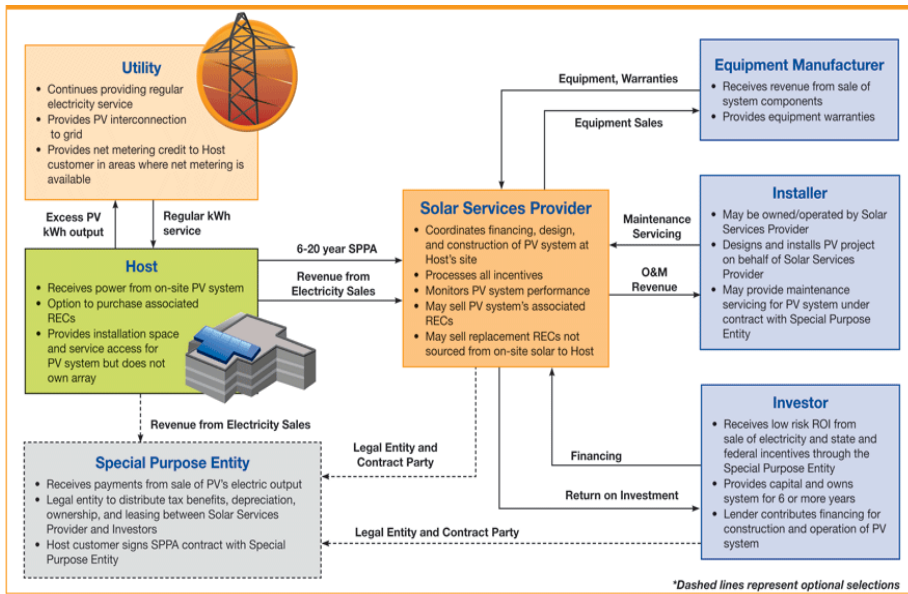 Utility
• Continues providing regular
electricity service
• Provides PV interconnection
to grid
• Provides net metering credit to Host
customer in areas where net metering is
available
Excess PV
kWh output
Regular kWh
service
Host
• Receives power from on-site PV system
• Option to purchase associated
RECs
• Provides installation space
and service access for
PV system but does not
own array
6-20 year SPPA
Revenue from
Electricity Sales
Revenue from Electricity Sales
Special Purpose Entity
• Receives payments from sale of PV's electric output
• Legal entity to distribute tax benefits, depreciation,
ownership, and leasing between Solar Services
Provider and Investors
• Host customer signs SPPA contract with Special
Purpose Entity
Solar Services Provider
• Coordinates financing, design,
and construction of PV system at
Host's site
• Processes all incentives
• Monitors PV system performance
• May sell PV system's associated
RECs
• May sell replacement RECs not
sourced from on-site solar to Host
Legal Entity and
Contract Party
Legal Entity and Contract Party
Equipment, Warranties
Equipment Sales
Maintenance
Servicing
O&M
Revenue
Financing
Return on Investment
Equipment Manufacturer
• Receives revenue from sale of
system components
• Provides equipment warranties
Installer
• May be owned/operated by Solar
Services Provider
• Designs and installs PV project
on behalf of Solar Services
Provider
• May provide maintenance
servicing for PV system under
contract with Special Purpose
Entity
Investor
• Receives low risk ROI from
sale of electricity and state and
federal incentives through the
Special Purpose Entity
• Provides capital and owns
system for 6 or more years
• Lender contributes financing for
construction and operation of PV
system
*Dashed lines represent optional selections